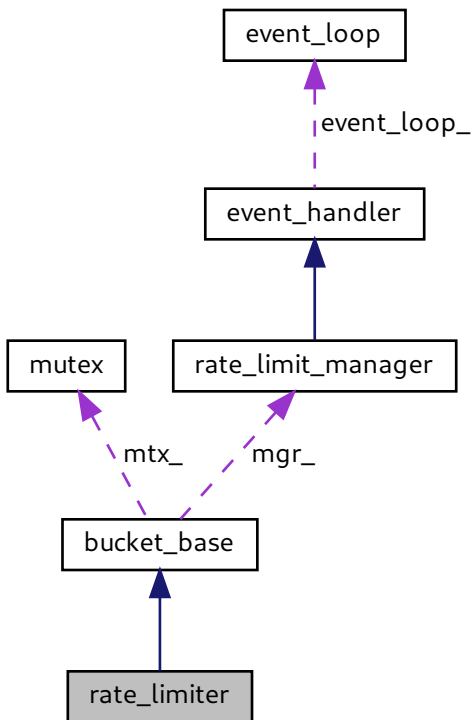 event_loop
event_loop_
event_handler
mutex
rate_limit_manager
mtx_
mgr_
bucket_base
rate_limiter